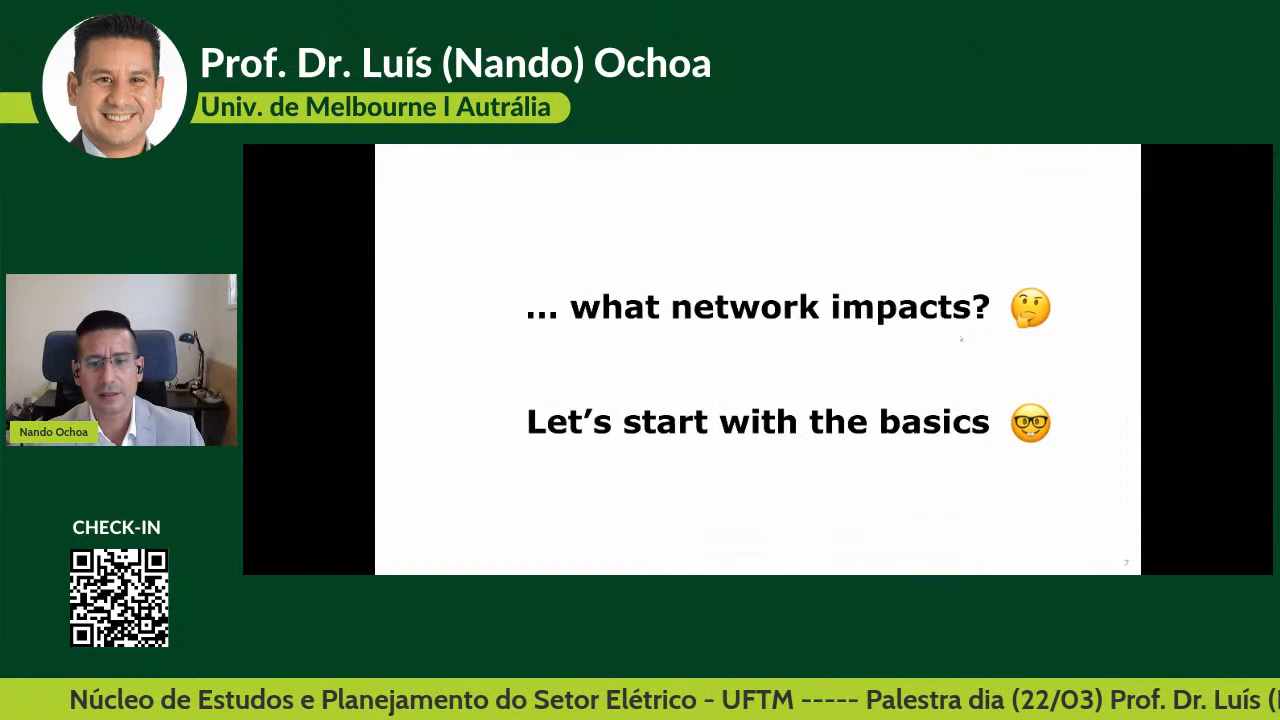 Prof. Dr. Luís (Nando) Ochoa
Univ. de Melbourne l Autrália
... what network impacts? 🤔
Let’s start with the basics 🤓
7
Nando Ochoa
CHECK-IN
Núcleo de Estudos e Planejamento do Setor Elétrico - UFTM ----- Palestra dia (22/03) Prof. Dr. Luís (